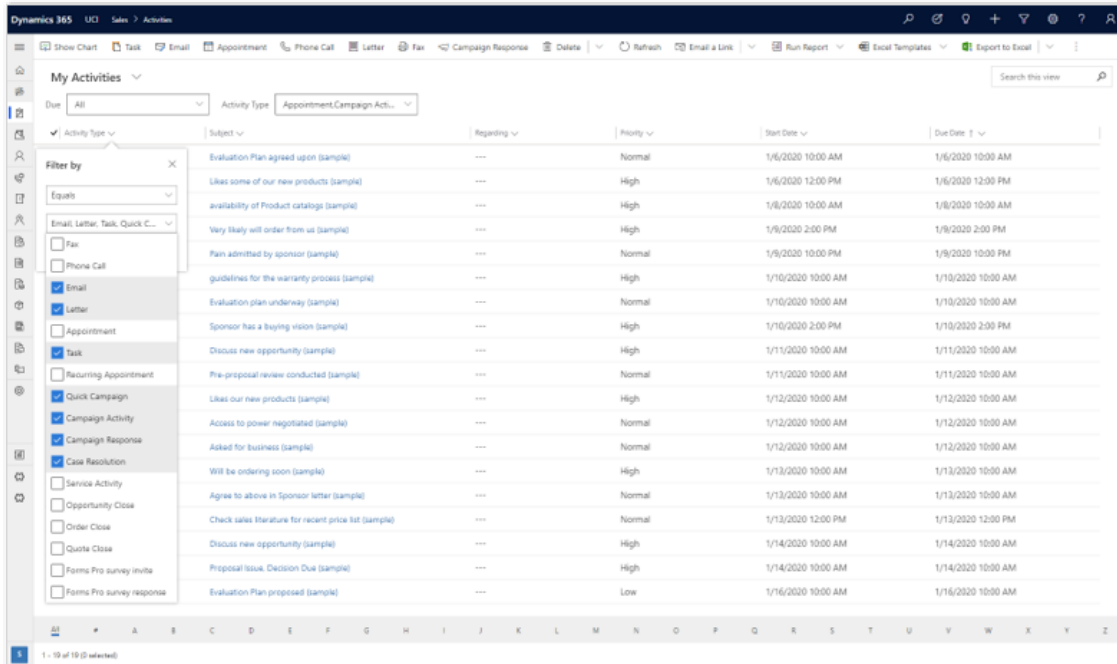 Dynamics 365 UCI Sales > Activities
Show Chart Task Email Appointment Phone Call Letter Fax Campaign Response Delete Refresh Email a Link Run Report Excel Templates Export to Excel
My Activities Search this view
Due All Activity Type Appointment,Campaign Acti...
Activity Type Subject Regarding Priority Start Date Due Date
Filter by
Equals
Email, Letter, Task, Quick C...
Fax
Phone Call
Email
Letter
Appointment
Task
Recurring Appointment
Quick Campaign
Campaign Activity
Campaign Response
Case Resolution
Service Activity
Opportunity Close
Order Close
Quote Close
Forms Pro survey invite
Forms Pro survey response
Evaluation Plan agreed upon (sample) --- Normal 1/6/2020 10:00 AM 1/6/2020 10:00 AM
Likes some of our new products (sample) --- High 1/6/2020 12:00 PM 1/6/2020 12:00 PM
availability of Product catalogs (sample) --- High 1/8/2020 10:00 AM 1/8/2020 10:00 AM
Very likely will order from us (sample) --- High 1/9/2020 2:00 PM 1/9/2020 2:00 PM
Pain admitted by sponsor (sample) --- Normal 1/9/2020 10:00 PM 1/9/2020 10:00 PM
guidelines for the warranty process (sample) --- High 1/10/2020 10:00 AM 1/10/2020 10:00 AM
Evaluation plan underway (sample) --- Normal 1/10/2020 10:00 AM 1/10/2020 10:00 AM
Sponsor has a buying vision (sample) --- High 1/10/2020 2:00 PM 1/10/2020 2:00 PM
Discuss new opportunity (sample) --- High 1/11/2020 10:00 AM 1/11/2020 10:00 AM
Pre-proposal review conducted (sample) --- Normal 1/11/2020 10:00 AM 1/11/2020 10:00 AM
Likes our new products (sample) --- High 1/12/2020 10:00 AM 1/12/2020 10:00 AM
Access to power negotiated (sample) --- Normal 1/12/2020 10:00 AM 1/12/2020 10:00 AM
Asked for business (sample) --- Normal 1/12/2020 10:00 AM 1/12/2020 10:00 AM
Will be ordering soon (sample) --- High 1/13/2020 10:00 AM 1/13/2020 10:00 AM
Agree to above in Sponsor letter (sample) --- Normal 1/13/2020 10:00 AM 1/13/2020 10:00 AM
Check sales literature for recent price list (sample) --- Normal 1/13/2020 12:00 PM 1/13/2020 12:00 PM
Discuss new opportunity (sample) --- High 1/14/2020 10:00 AM 1/14/2020 10:00 AM
Proposal Issue, Decision Due (sample) --- High 1/14/2020 10:00 AM 1/14/2020 10:00 AM
Evaluation Plan proposed (sample) --- Low 1/16/2020 10:00 AM 1/16/2020 10:00 AM
All # A B C D E F G H I J K L M N O P Q R S T U V W X Y Z
S 1 - 19 of 19 (0 selected)